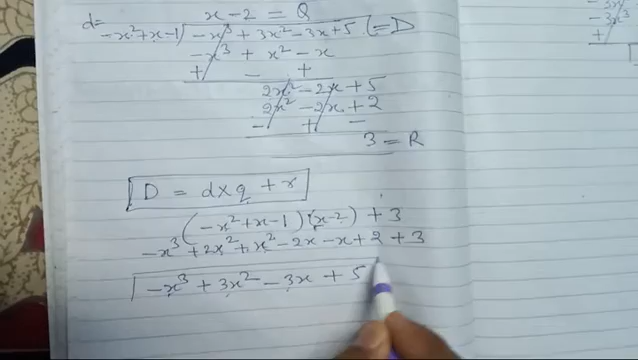 x - 2 = Q
d = -x² + x - 1) -x³ + 3x² - 3x + 5 (= D
-x³ + x² - x
+ - +
2x² - 2x + 5
2x² - 2x + 2
- + -
3 = R
D = d x q + r
(-x² + x - 1) (x - 2) + 3
-x³ + 2x² + x² - 2x - x + 2 + 3
-x³ + 3x² - 3x + 5